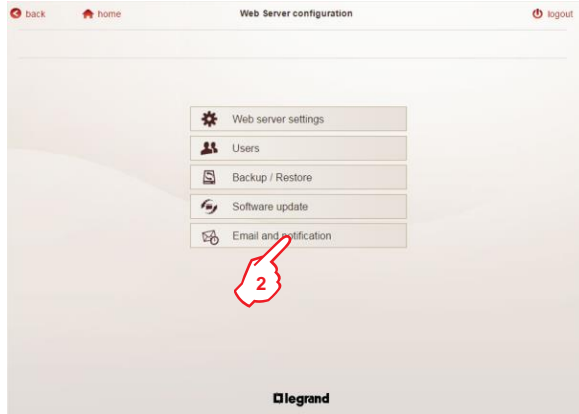 back home Web Server configuration logout
Web server settings
Users
Backup / Restore
Software update
Email and notification
2
legrand